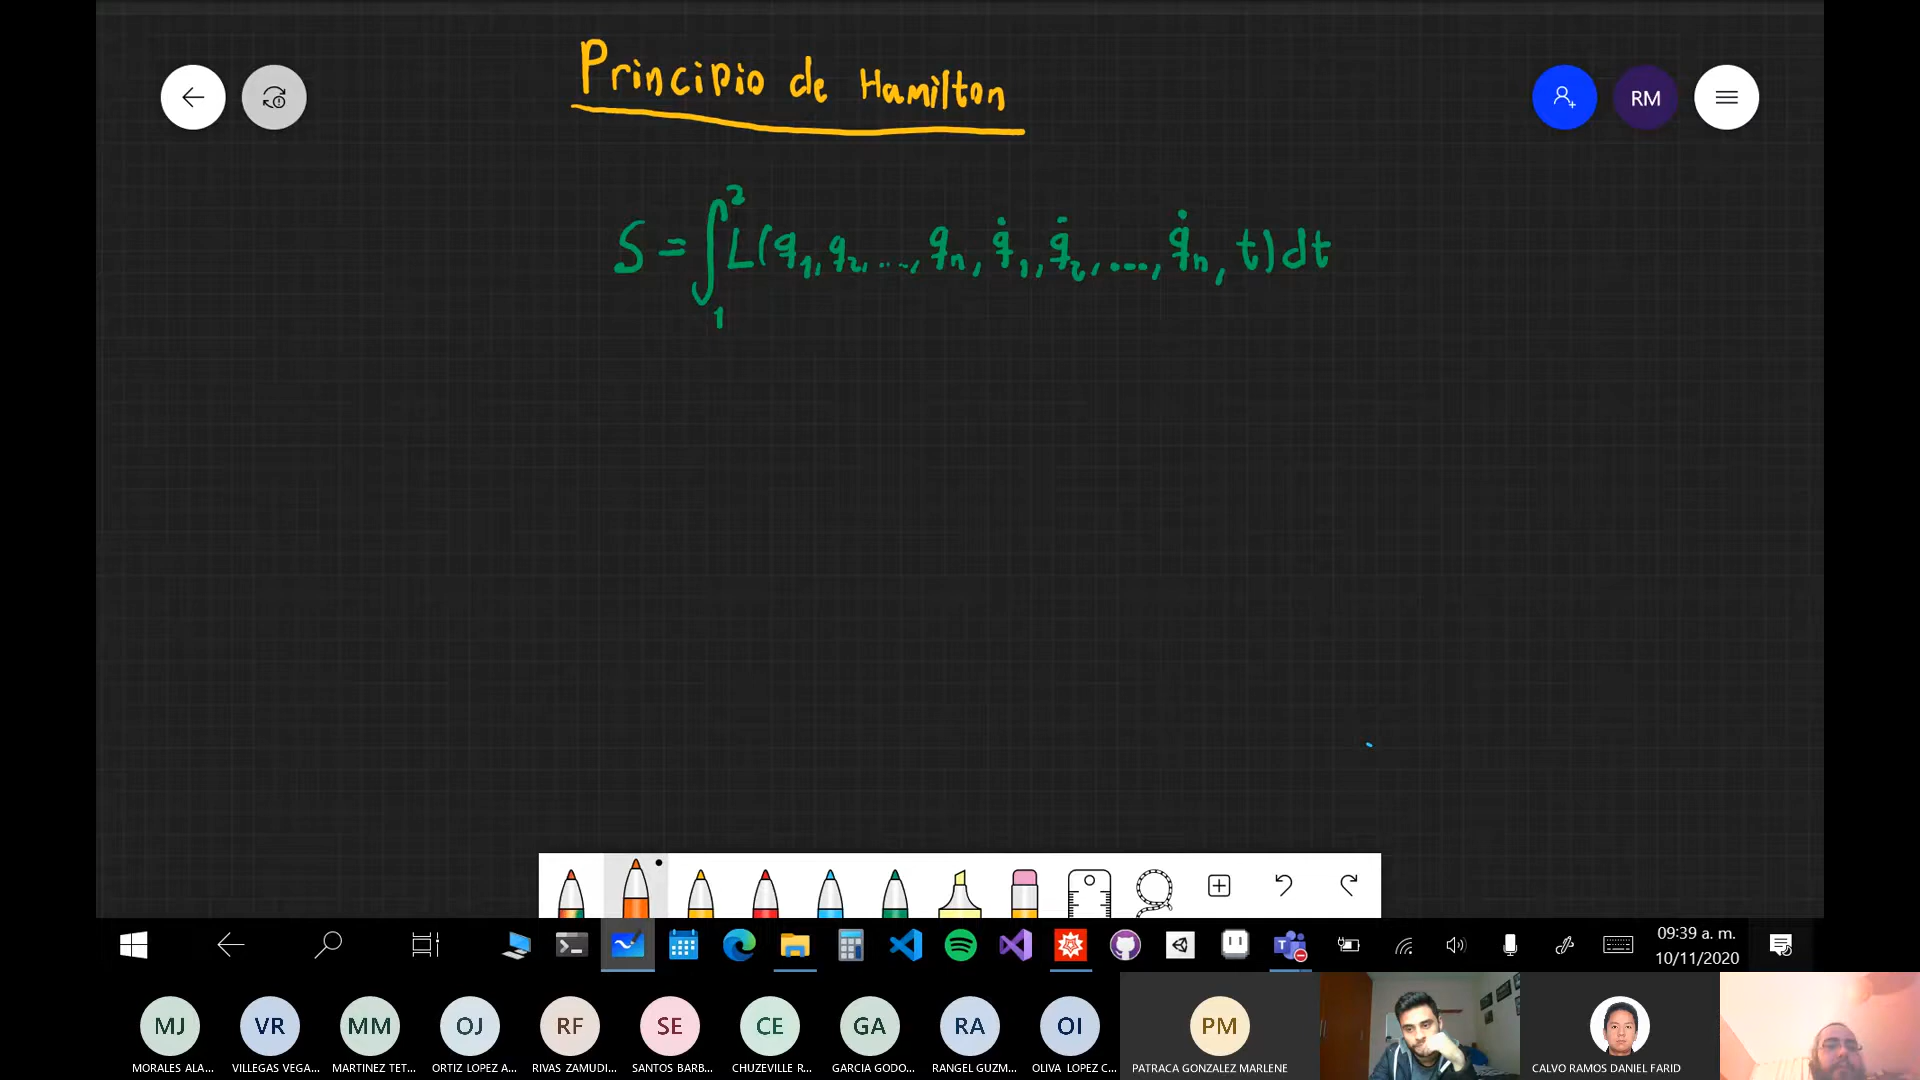 Principio de Hamilton
RM
S = ∫₁² L(q₁, q₂, ..., qₙ, q̇₁, q̇₂, ..., q̇ₙ, t) dt
09:39 a. m.
10/11/2020
MJ
VR
MM
OJ
RF
SE
CE
GA
RA
OI
PM
MORALES ALA...
VILLEGAS VEGA...
MARTINEZ TET...
ORTIZ LOPEZ A...
RIVAS ZAMUDI...
SANTOS BARB...
CHUZEVILLE R...
GARCIA GODO...
RANGEL GUZM...
OLIVA LOPEZ C...
PATRACA GONZALEZ MARLENE
CALVO RAMOS DANIEL FARID